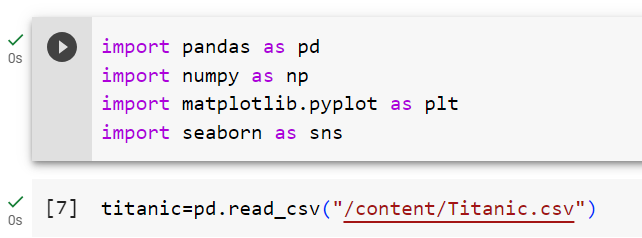 import pandas as pd
0s
import numpy as np
import matplotlib.pyplot as plt
import seaborn as sns
[7] titanic=pd.read_csv("/content/Titanic.csv")
0s